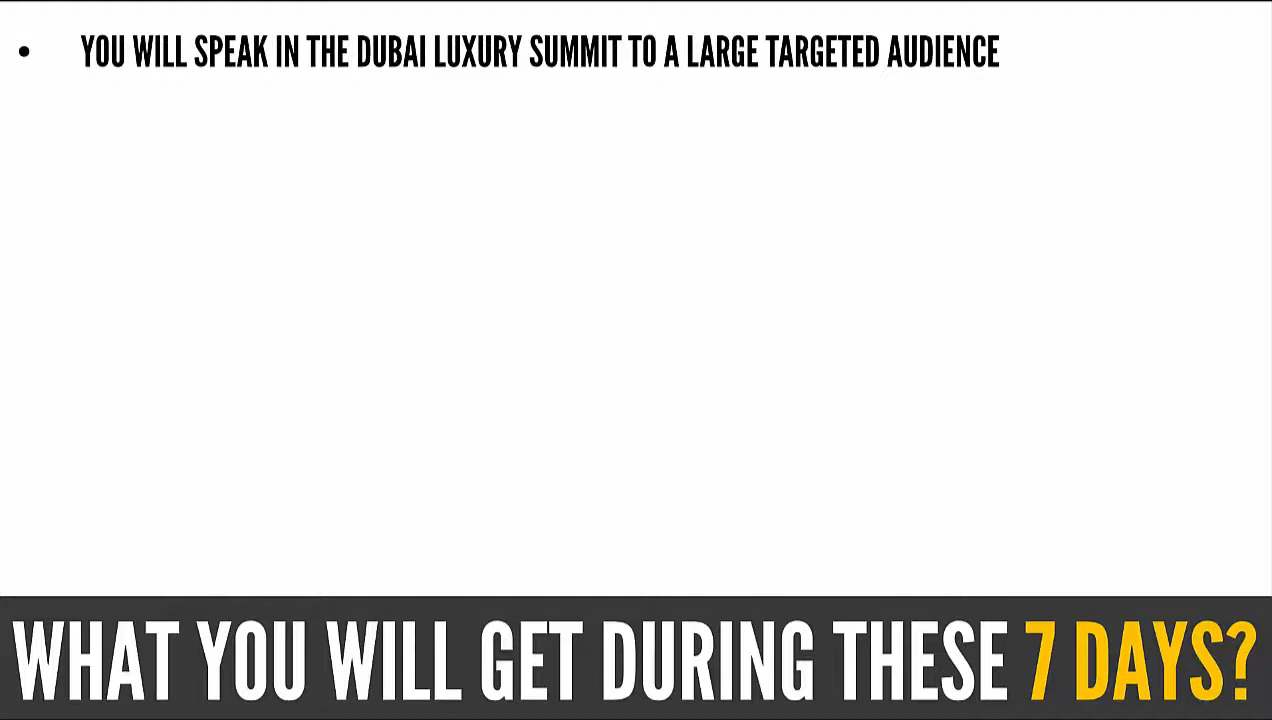 • YOU WILL SPEAK IN THE DUBAI LUXURY SUMMIT TO A LARGE TARGETED AUDIENCE
WHAT YOU WILL GET DURING THESE 7 DAYS?